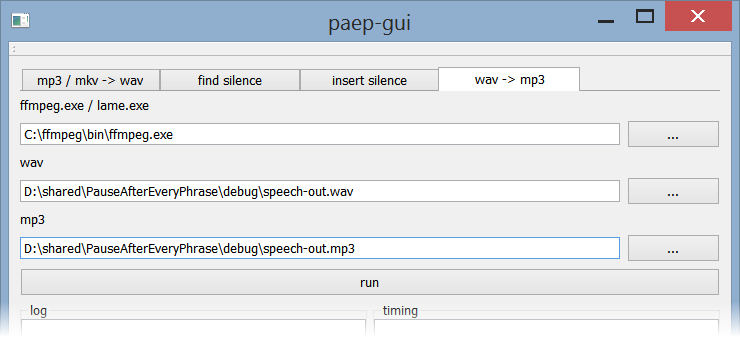 paep-gui
mp3 / mkv -> wav find silence insert silence wav -> mp3
ffmpeg.exe / lame.exe
C:\ffmpeg\bin\ffmpeg.exe ...
wav
D:\shared\PauseAfterEveryPhrase\debug\speech-out.wav ...
mp3
D:\shared\PauseAfterEveryPhrase\debug\speech-out.mp3 ...
run
log timing